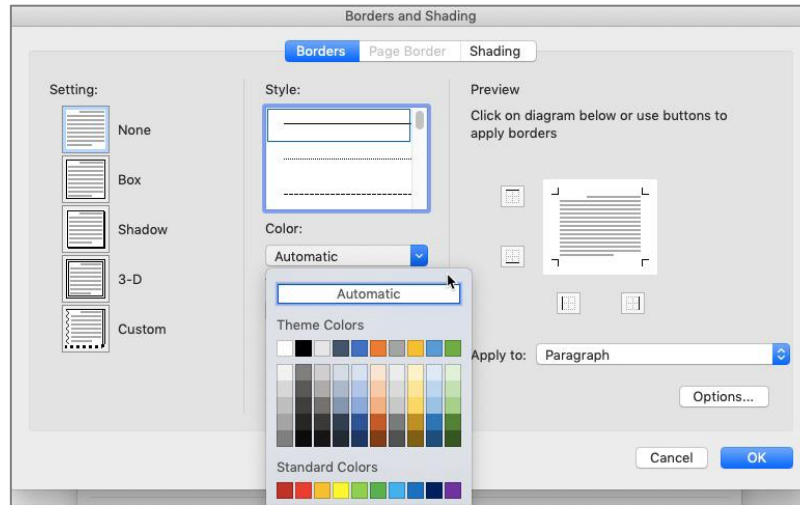 Borders and Shading
Borders Page Border Shading
Setting:
None
Box
Shadow
3-D
Custom
Style:
Color:
Automatic
Automatic
Theme Colors
Standard Colors
Preview
Click on diagram below or use buttons to
apply borders
Apply to: Paragraph
Options...
Cancel OK